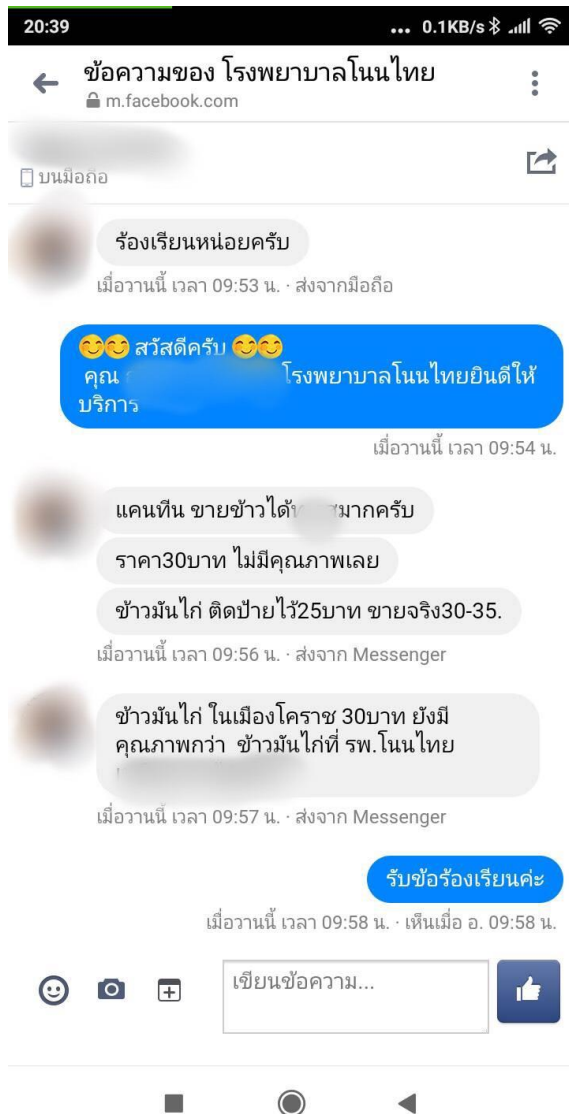 20:39
... 0.1KB/s
ข้อความของ โรงพยาบาลโนนไทย
m.facebook.com
บนมือถือ
ร้องเรียนหน่อยครับ
เมื่อวานนี้ เวลา 09:53 น. · ส่งจากมือถือ
😊😊 สวัสดีครับ 😊😊
คุณ โรงพยาบาลโนนไทยยินดีให้
บริการ
เมื่อวานนี้ เวลา 09:54 น.
แคนทีน ขายข้าวได้ มากครับ
ราคา30บาท ไม่มีคุณภาพเลย
ข้าวมันไก่ ติดป้ายไว้25บาท ขายจริง30-35.
เมื่อวานนี้ เวลา 09:56 น. · ส่งจาก Messenger
ข้าวมันไก่ ในเมืองโคราช 30บาท ยังมี
คุณภาพกว่า ข้าวมันไก่ที่ รพ.โนนไทย
เมื่อวานนี้ เวลา 09:57 น. · ส่งจาก Messenger
รับข้อร้องเรียนค่ะ
เมื่อวานนี้ เวลา 09:58 น. · เห็นเมื่อ อ. 09:58 น.
เขียนข้อความ...